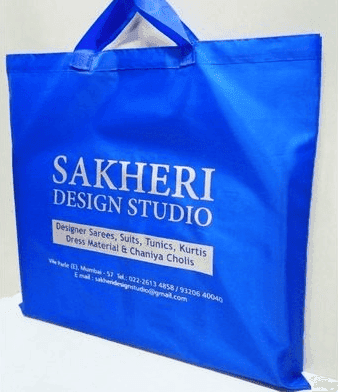 SAKHERI
DESIGN STUDIO
Designer Sarees, Suits, Tunics, Kurtis
Dress Material & Chaniya Cholis
Vile Parle (E), Mumbai - 57 Tel.: 022-2613 4858 / 93206 40040
E mail : sakheridesignstudio@gmail.com